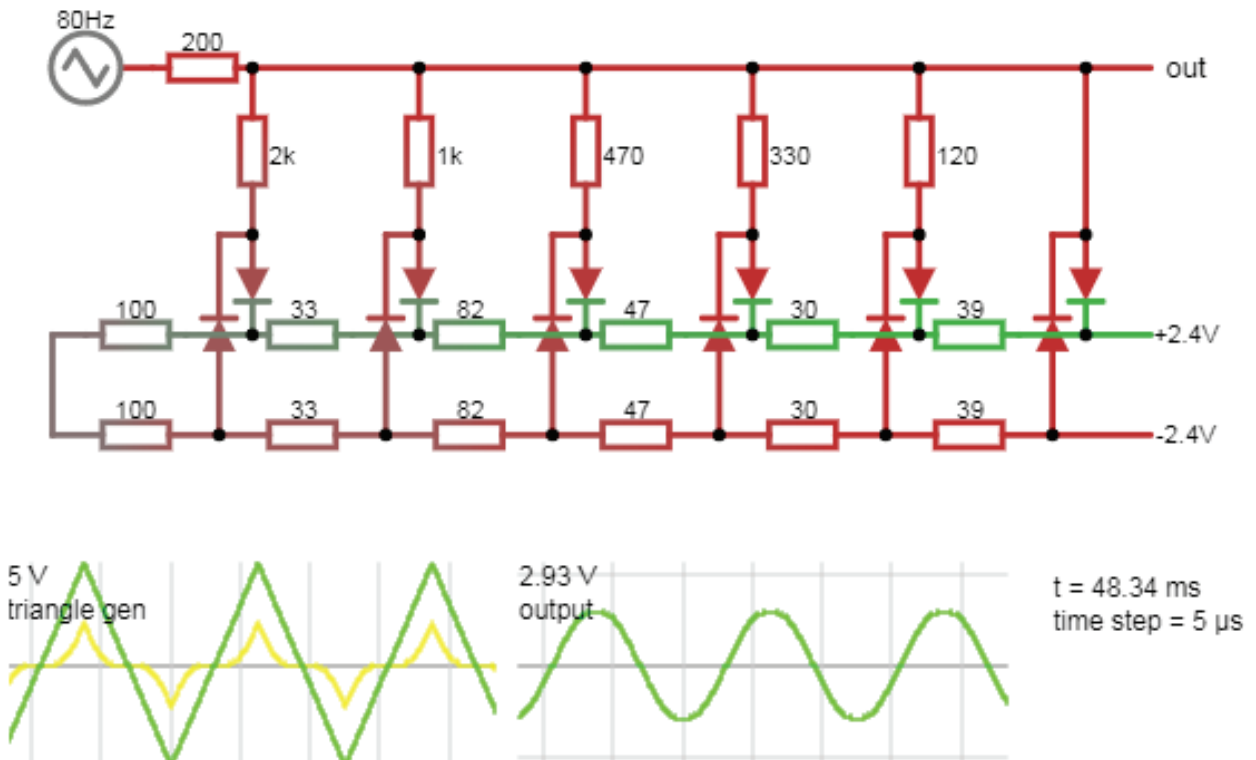 80Hz
200
out
2k
1k
470
330
120
100
33
82
47
30
39
+2.4V
100
33
82
47
30
39
-2.4V
5 V
triangle gen
2.93 V
output
t = 48.34 ms
time step = 5 µs